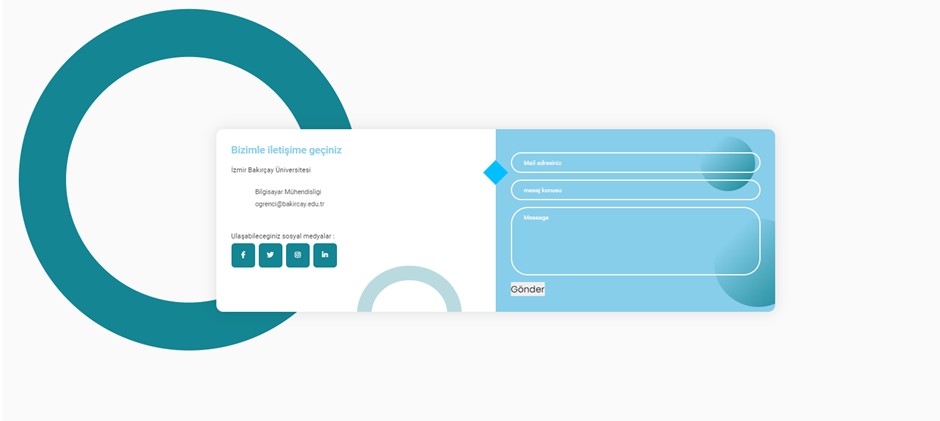 Bizimle iletişime geçiniz
İzmir Bakırçay Üniversitesi
Bilgisayar Mühendisligi
ogrenci@bakircay.edu.tr
Ulaşabileceginiz sosyal medyalar :
Mail adresiniz
mesaj konusu
Message
Gönder